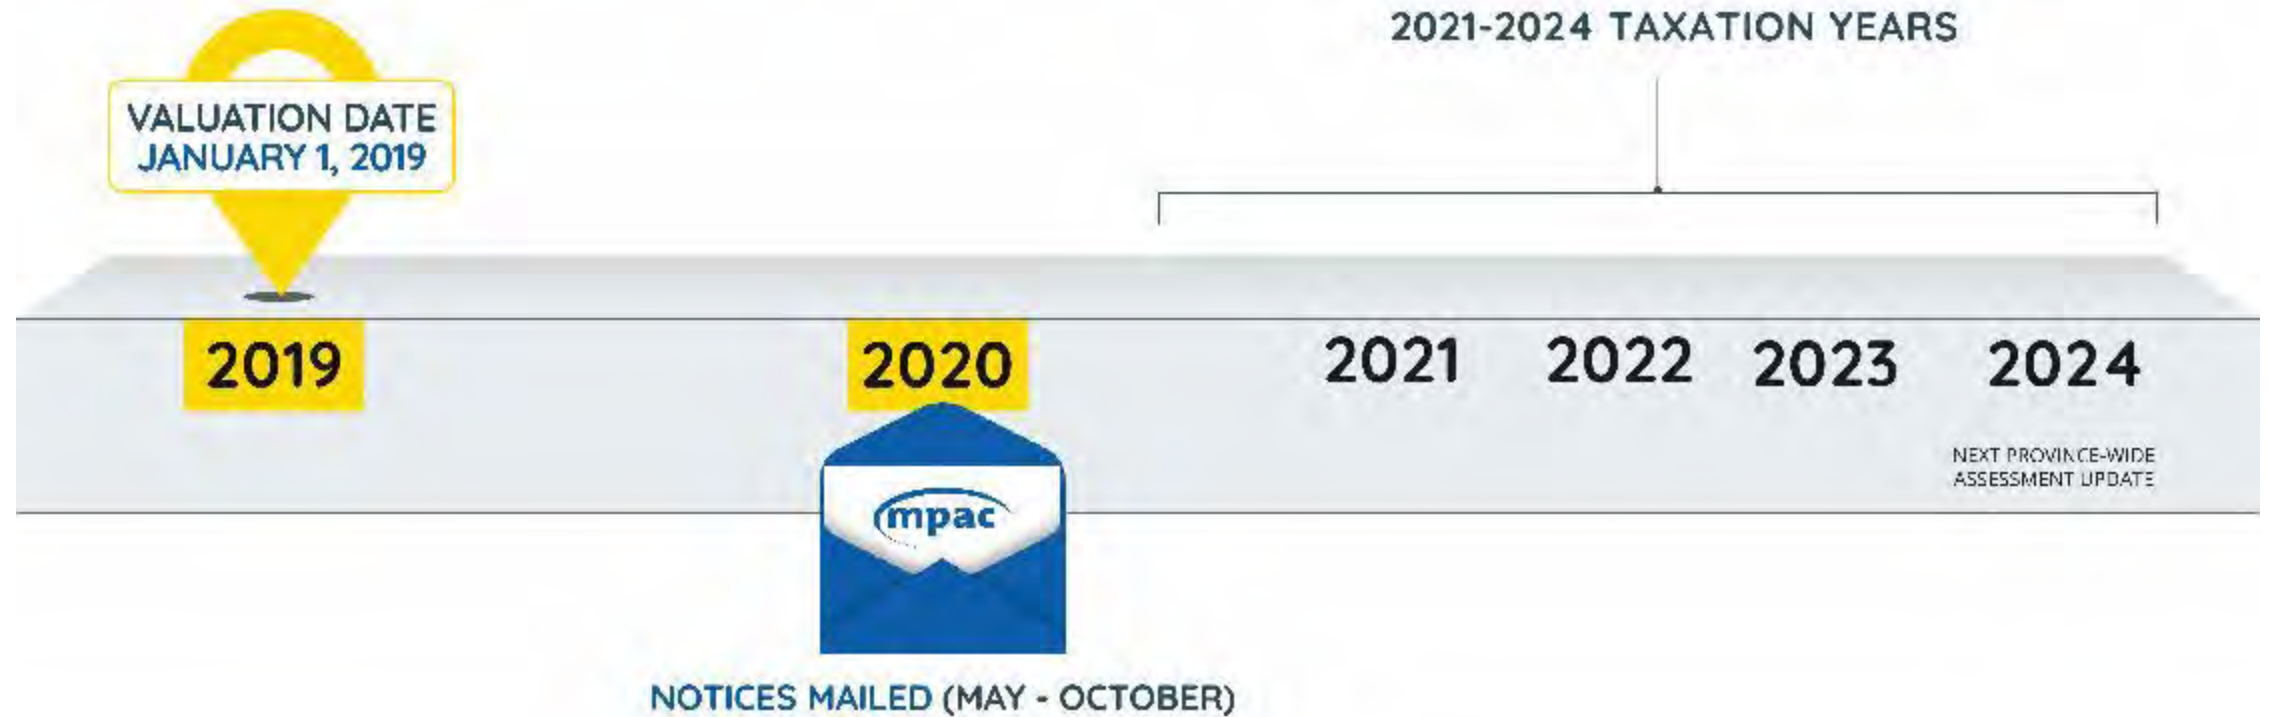 2021-2024 TAXATION YEARS
VALUATION DATE
JANUARY 1, 2019
2019
2020
2021
2022
2023
2024
NEXT PROVINCE-WIDE
ASSESSMENT UPDATE
mpac
NOTICES MAILED (MAY - OCTOBER)